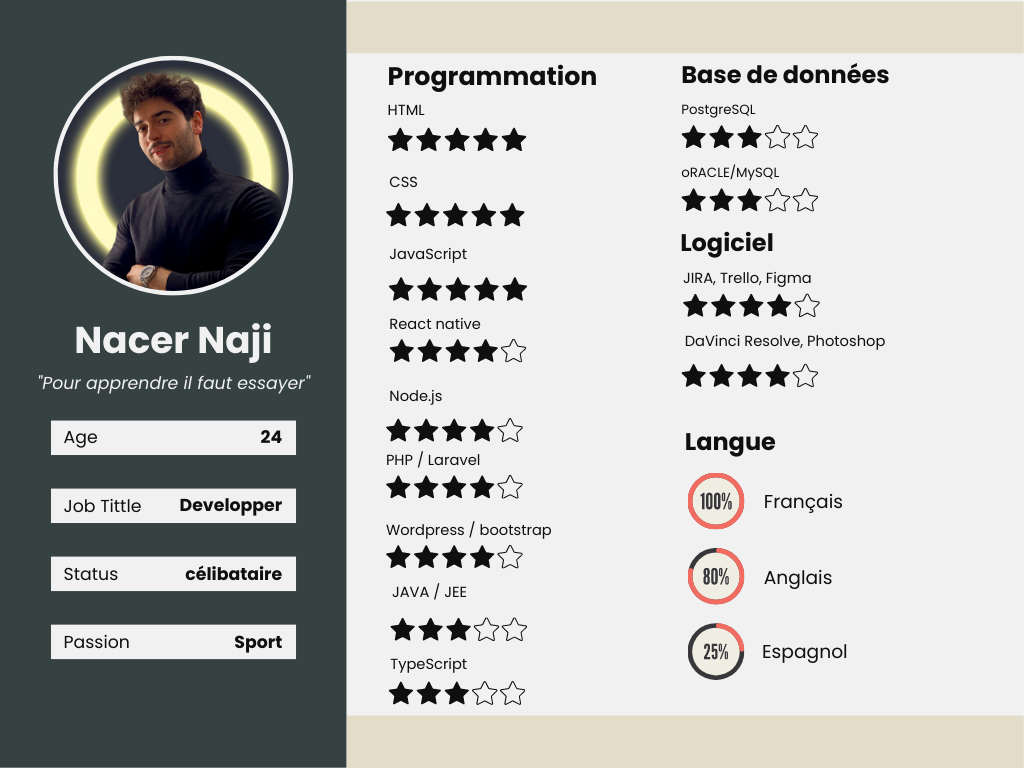 Nacer Naji
"Pour apprendre il faut essayer"
Age 24
Job Tittle Developper
Status célibataire
Passion Sport
Programmation
HTML
CSS
JavaScript
React native
Node.js
PHP / Laravel
Wordpress / bootstrap
JAVA / JEE
TypeScript
Base de données
PostgreSQL
oRACLE/MySQL
Logiciel
JIRA, Trello, Figma
DaVinci Resolve, Photoshop
Langue
100% Français
80% Anglais
25% Espagnol